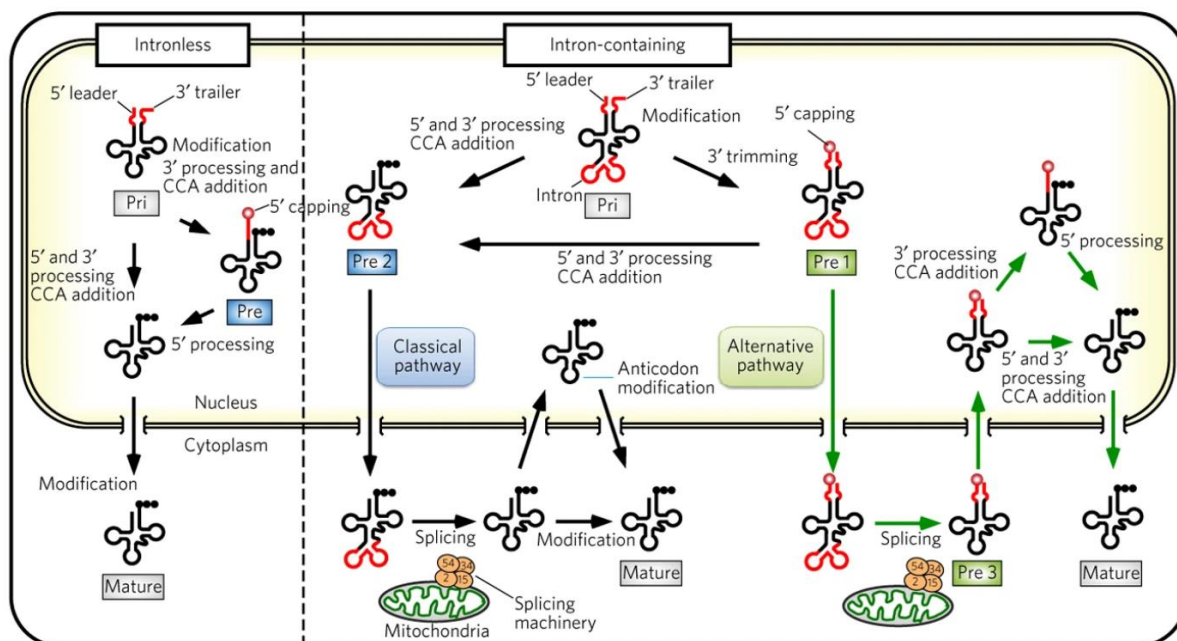 Intronless
5′ leader
3′ trailer
Modification
3′ processing and
CCA addition
Pri
5′ capping
5′ and 3′
processing
CCA addition
Pre
5′ processing
Nucleus
Cytoplasm
Modification
Mature
Intron-containing
5′ leader
3′ trailer
Modification
5′ and 3′ processing
CCA addition
Intron
Pri
3′ trimming
5′ capping
Pre 2
5′ and 3′ processing
CCA addition
Pre 1
Classical
pathway
Anticodon
modification
Alternative
pathway
3′ processing
CCA addition
5′ processing
5′ and 3′
processing
CCA addition
Splicing
Modification
Mature
54
34
2
15
Splicing
machinery
Mitochondria
Splicing
54
34
2
15
Pre 3
Mature